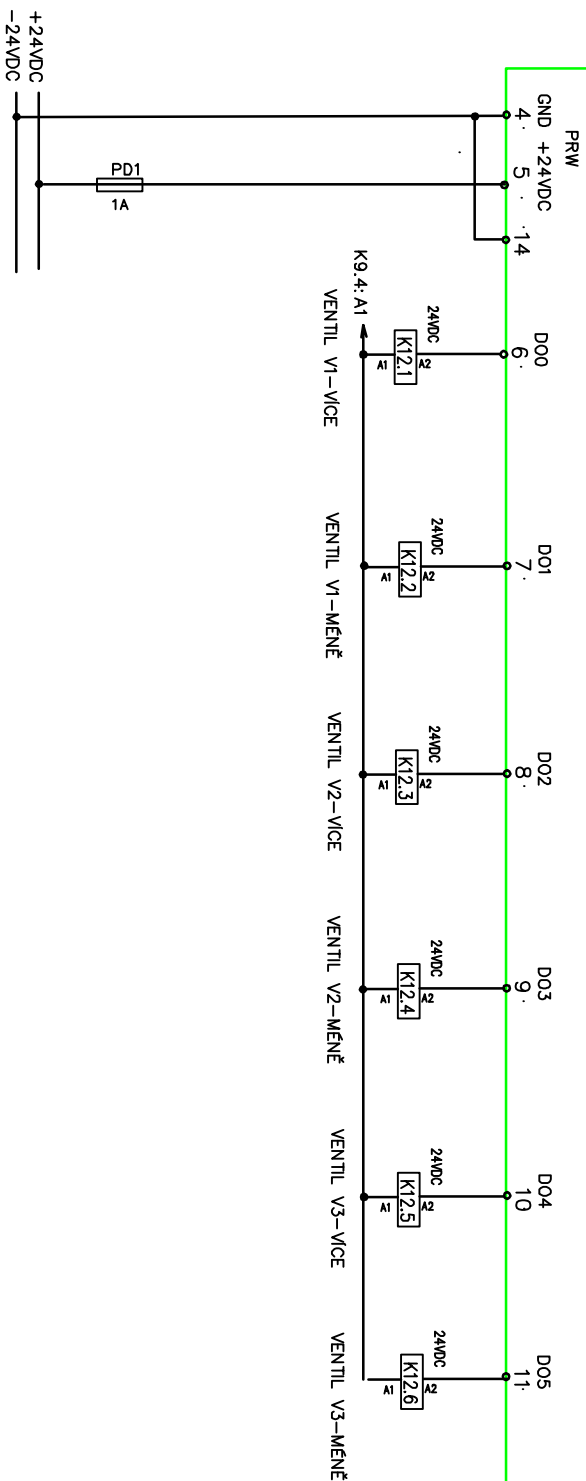 PRW
GND +24VDC
4. 5. .14
DO0
6.
DO1
7.
DO2
8.
DO3
9.
DO4
10
DO5
11.
24VDC
K12.1
A1 A2
24VDC
K12.2
A1 A2
24VDC
K12.3
A1 A2
24VDC
K12.4
A1 A2
24VDC
K12.5
A1 A2
24VDC
K12.6
A1 A2
K9.4:A1
VENTIL V1-VÍCE
VENTIL V1-MÉNĚ
VENTIL V2-VÍCE
VENTIL V2-MÉNĚ
VENTIL V3-VÍCE
VENTIL V3-MÉNĚ
PD1
1A
+24VDC
-24VDC